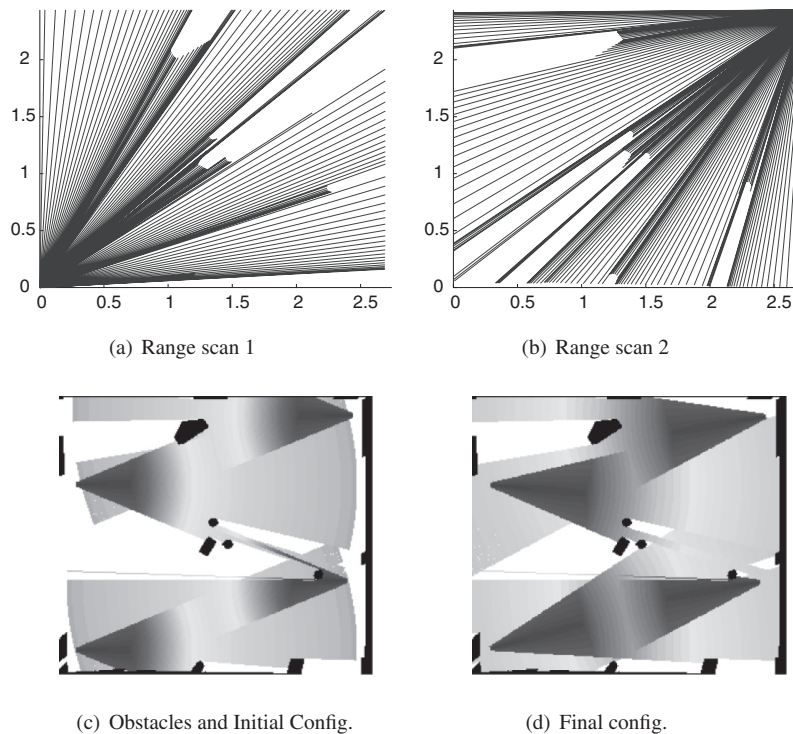 2
1.5
1
0.5
0
0 0.5 1 1.5 2 2.5
2
1.5
1
0.5
0
0 0.5 1 1.5 2 2.5
(a) Range scan 1
(b) Range scan 2
(c) Obstacles and Initial Config.
(d) Final config.